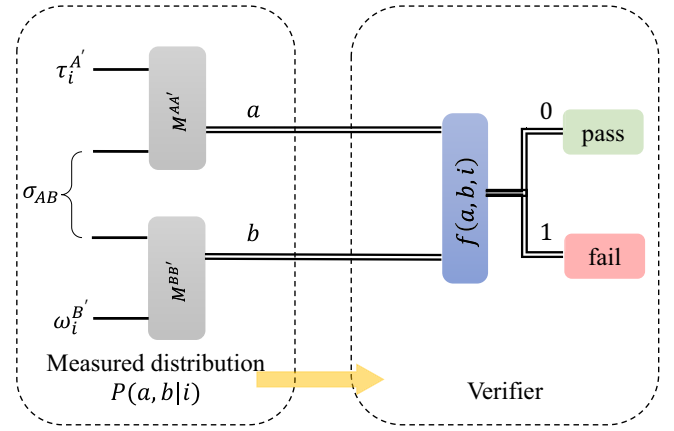 τ_i^{A'}
M^{AA'}
a
σ_{AB}
b
M^{BB'}
ω_i^{B'}
Measured distribution
P(a, b|i)
f(a, b, i)
0
pass
1
fail
Verifier